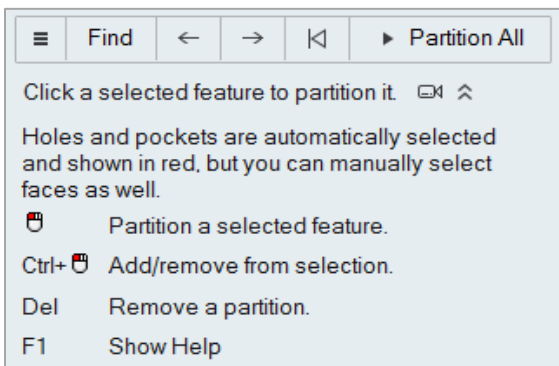 Find Partition All
Click a selected feature to partition it.
Holes and pockets are automatically selected
and shown in red, but you can manually select
faces as well.
Partition a selected feature.
Ctrl+ Add/remove from selection.
Del Remove a partition.
F1 Show Help